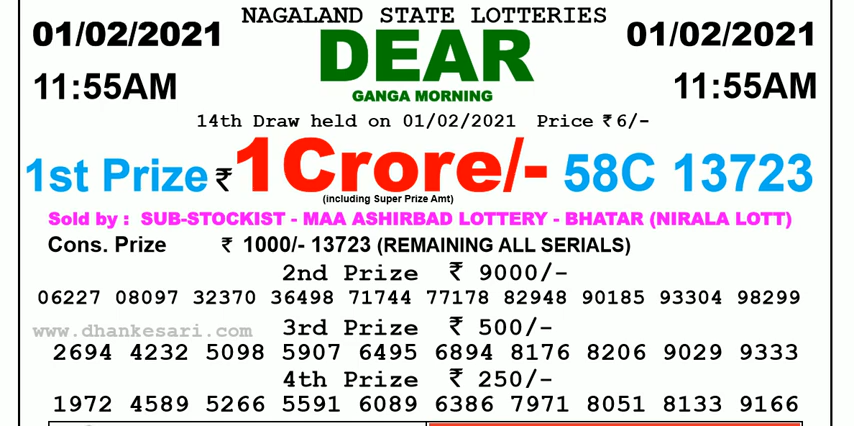 NAGALAND STATE LOTTERIES
01/02/2021 DEAR 01/02/2021
11:55AM GANGA MORNING 11:55AM
14th Draw held on 01/02/2021 Price ₹ 6/-
1st Prize ₹ 1Crore/- 58C 13723
(including Super Prize Amt)
Sold by : SUB-STOCKIST - MAA ASHIRBAD LOTTERY - BHATAR (NIRALA LOTT)
Cons. Prize ₹ 1000/- 13723 (REMAINING ALL SERIALS)
2nd Prize ₹ 9000/-
06227 08097 32370 36498 71744 77178 82948 90185 93304 98299
www.dhankesari.com 3rd Prize ₹ 500/-
2694 4232 5098 5907 6495 6894 8176 8206 9029 9333
4th Prize ₹ 250/-
1972 4589 5266 5591 6089 6386 7971 8051 8133 9166